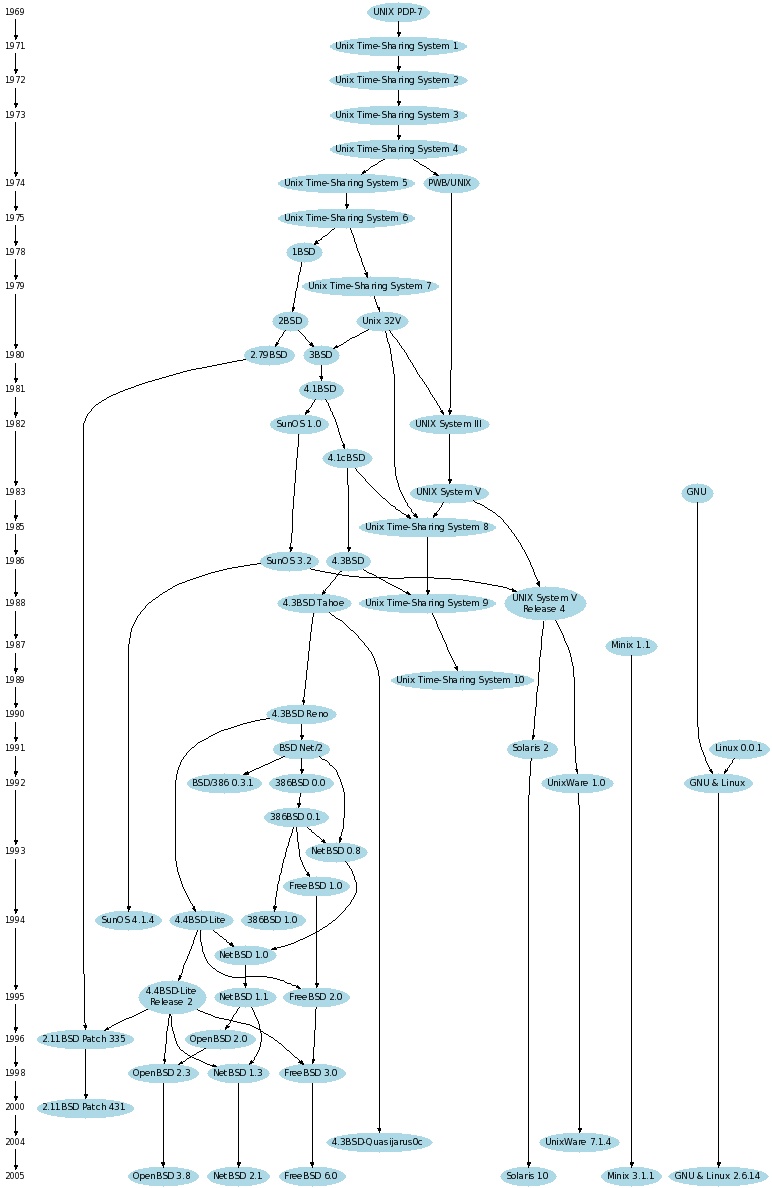 1969
UNIX PDP-7
1971
Unix Time-Sharing System 1
1972
Unix Time-Sharing System 2
1973
Unix Time-Sharing System 3
Unix Time-Sharing System 4
1974
Unix Time-Sharing System 5
PWB/UNIX
1975
Unix Time-Sharing System 6
1978
1BSD
1979
Unix Time-Sharing System 7
2BSD
Unix 32V
1980
2.79BSD
3BSD
1981
4.1BSD
1982
SunOS 1.0
UNIX System III
4.1cBSD
1983
UNIX System V
GNU
1985
Unix Time-Sharing System 8
1986
SunOS 3.2
4.3BSD
1988
4.3BSD Tahoe
Unix Time-Sharing System 9
UNIX System V
Release 4
1987
Minix 1.1
1989
Unix Time-Sharing System 10
1990
4.3BSD Reno
1991
BSD Net/2
Solaris 2
Linux 0.0.1
1992
BSD/386 0.3.1
386BSD 0.0
UnixWare 1.0
GNU & Linux
386BSD 0.1
1993
NetBSD 0.8
FreeBSD 1.0
1994
SunOS 4.1.4
4.4BSD-Lite
386BSD 1.0
NetBSD 1.0
1995
4.4BSD-Lite
Release 2
NetBSD 1.1
FreeBSD 2.0
1996
2.11BSD Patch 335
OpenBSD 2.0
1998
OpenBSD 2.3
NetBSD 1.3
FreeBSD 3.0
2000
2.11BSD Patch 431
2004
4.3BSD-Quasijarus0c
UnixWare 7.1.4
2005
OpenBSD 3.8
NetBSD 2.1
FreeBSD 6.0
Solaris 10
Minix 3.1.1
GNU & Linux 2.6.14